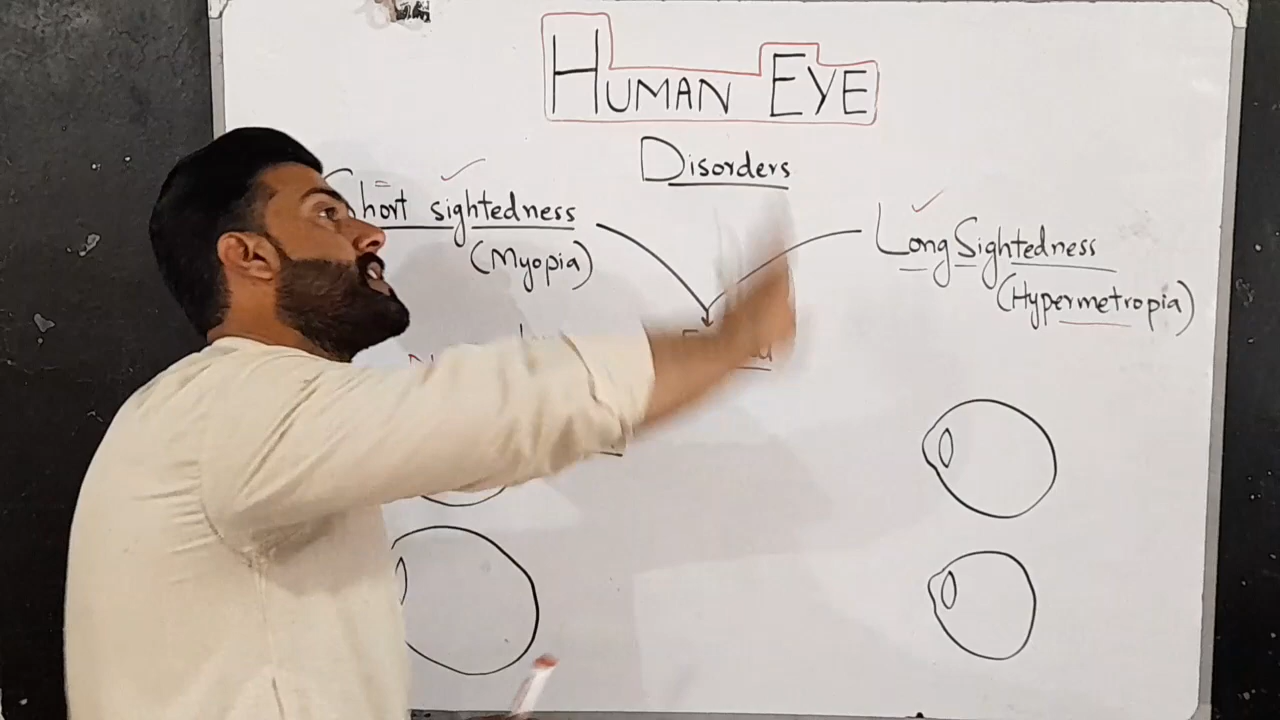 HUMAN EYE
Disorders
Short sightedness
(Myopia)
Long Sightedness
(Hypermetropia)